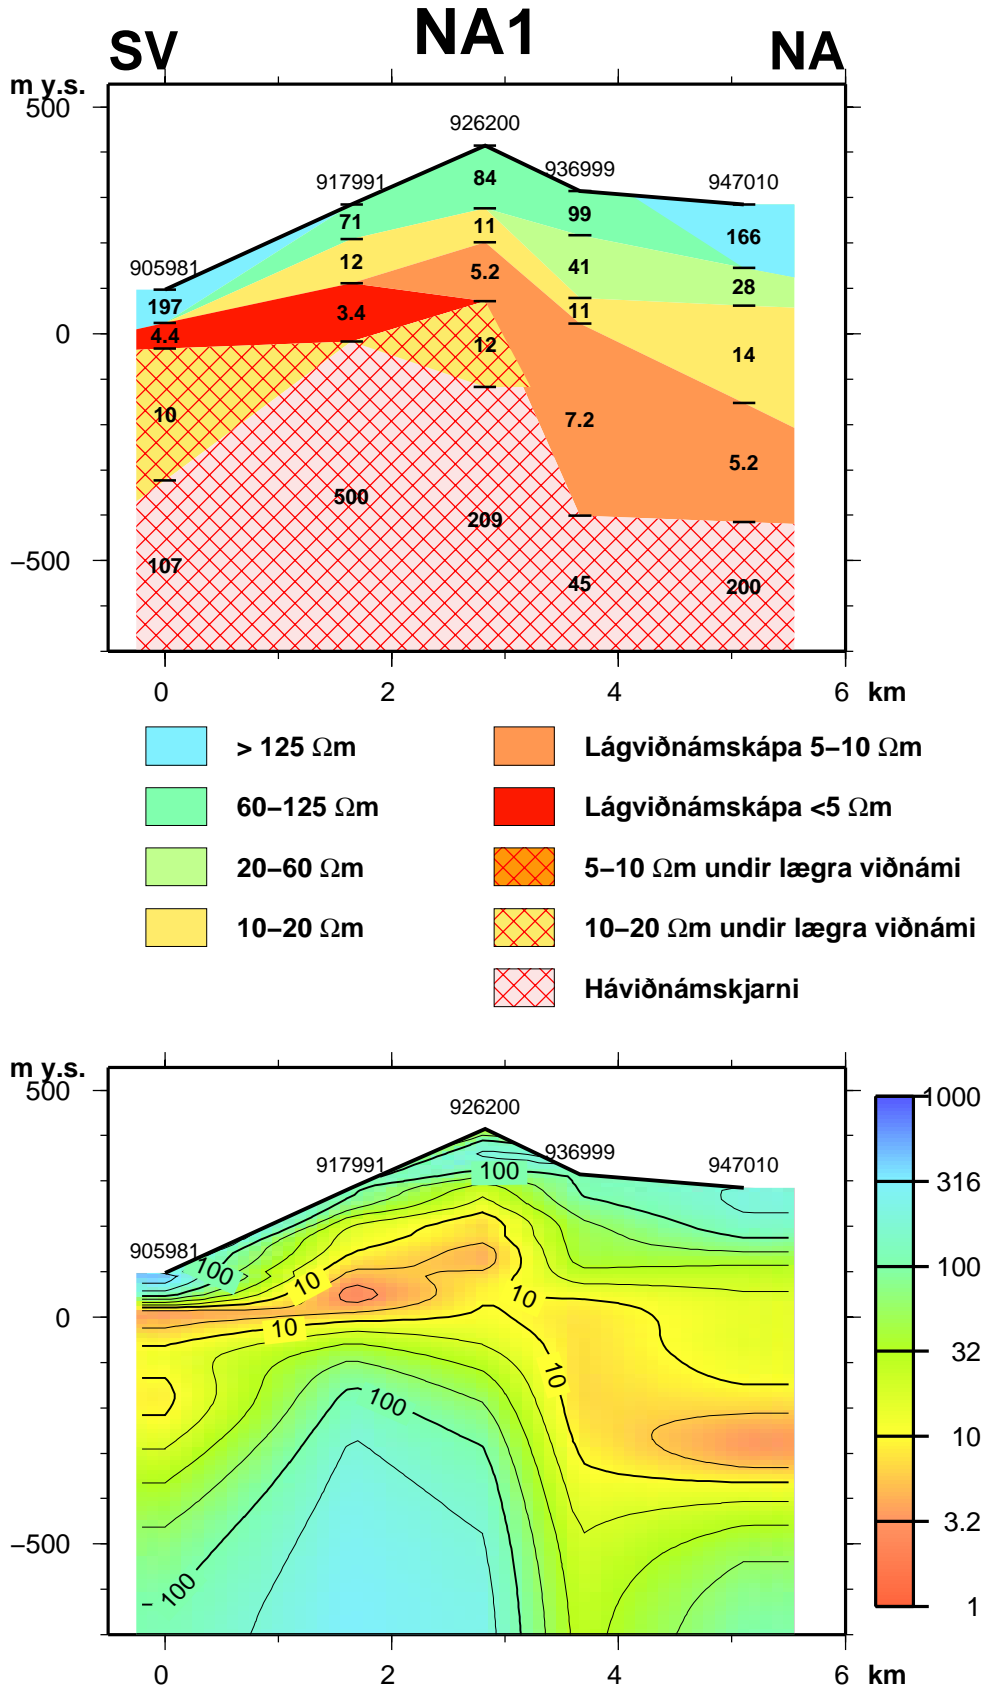 SV NA1 NA
m y.s.
500
926200
917991 936999 947010
84
71 99 166
11
12 41 28
905981 5.2
197 3.4 11
0 4.4 12 14
10 7.2
5.2
500 209
−500 107 45 200
0 2 4 6 km
> 125 Ωm Lágviðnámskápa 5−10 Ωm
60−125 Ωm Lágviðnámskápa <5 Ωm
20−60 Ωm 5−10 Ωm undir lægra viðnámi
10−20 Ωm 10−20 Ωm undir lægra viðnámi
Háviðnámskjarni
m y.s.
500 1000
926200
917991 936999 947010
100 316
905981 100
10 10 100
0 10
10 32
100
10
−500 3.2
100
1
0 2 4 6 km